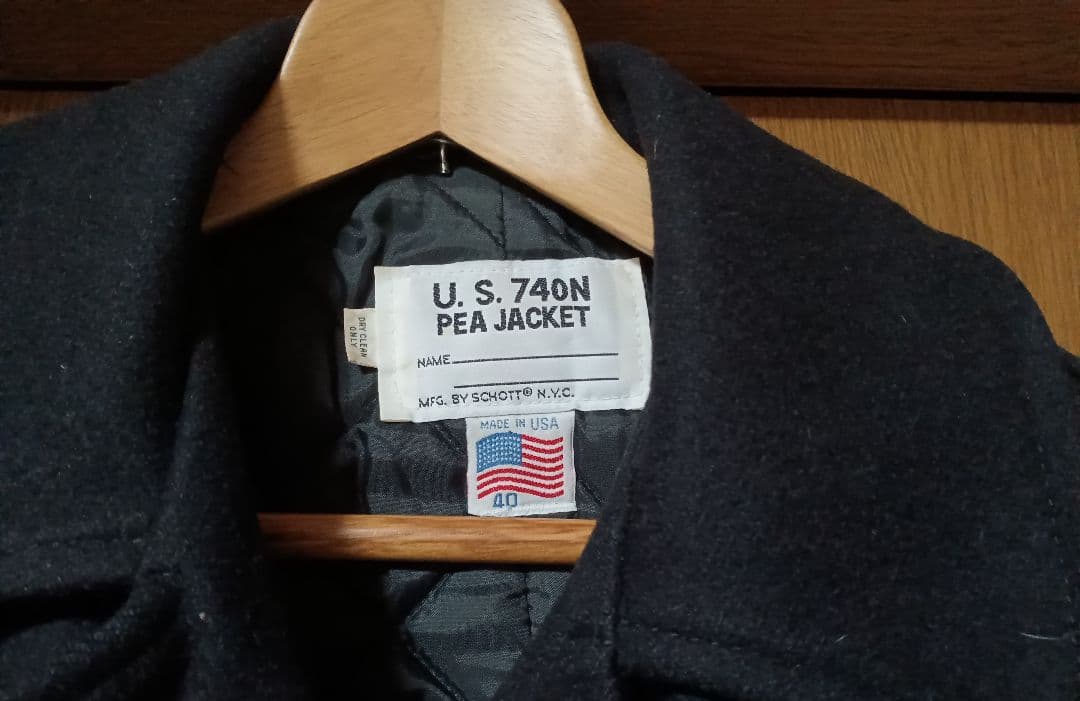 U. S. 740N
PEA JACKET
NAME
MFG. BY SCHOTT® N.Y.C.
DRY CLEAN
ONLY
MADE IN USA
40